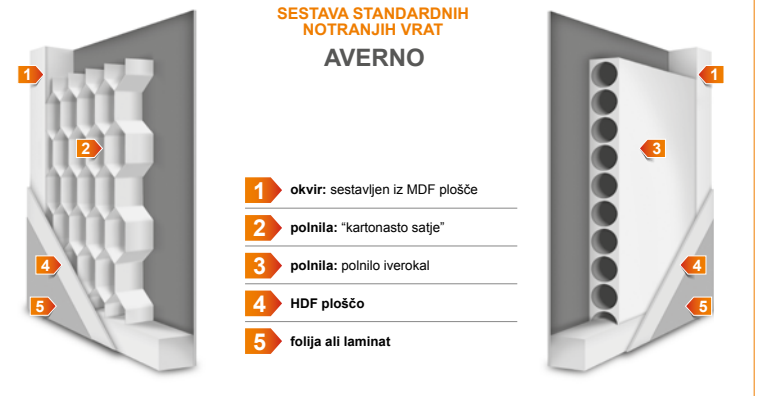 SESTAVA STANDARDNIH
NOTRANJIH VRAT
AVERNO
1
2
4
5
1 okvir: sestavljen iz MDF plošče
2 polnila: “kartonasto satje”
3 polnila: polnilo iverokal
4 HDF ploščo
5 folija ali laminat
1
3
4
5